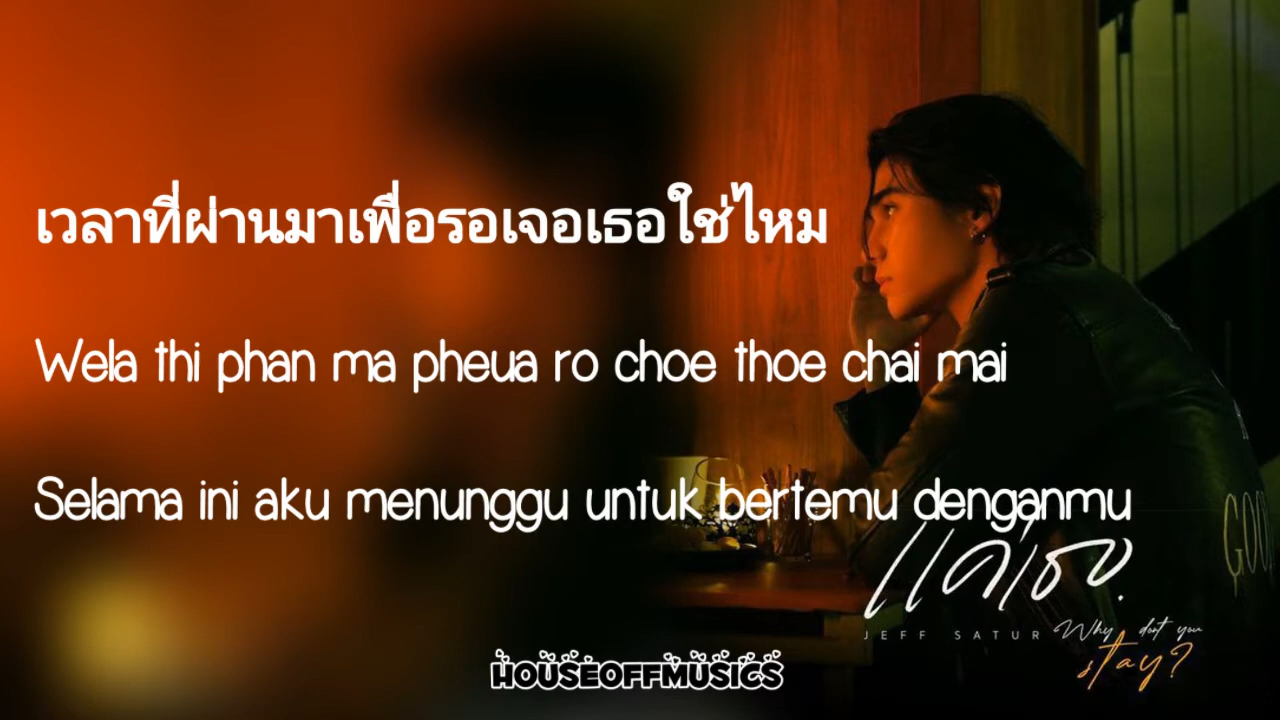 เวลาที่ผ่านมาเพื่อรอเจอเธอใช่ไหม
Wela thi phan ma pheua ro choe thoe chai mai
Selama ini aku menunggu untuk bertemu denganmu
แค่เธอ
JEFF SATUR
Why don't you
stay?
GOOD
HOUSEOFFMUSICS